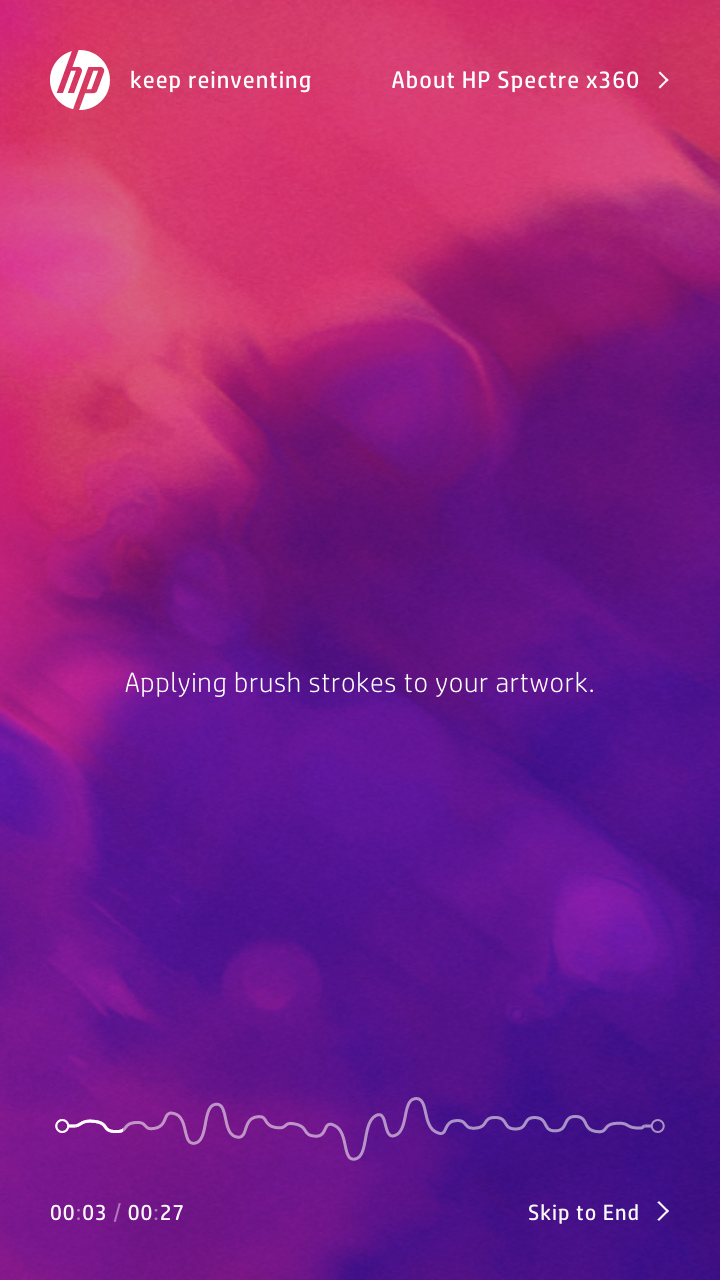 hp keep reinventing
About HP Spectre x360
Applying brush strokes to your artwork.
00:03 / 00:27
Skip to End